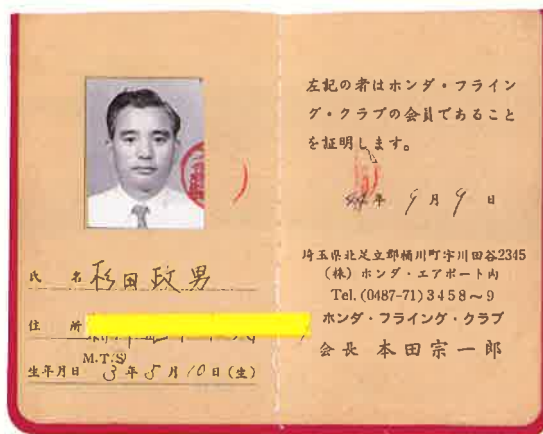 氏 名 杉田政男
住 所
M.T.S
生年月日 3年5月10日(生)
左記の者はホンダ・フライン
グ・クラブの会員であること
を証明します。
年 9月9日
埼玉県北足立郡桶川町字川田谷2345
(株) ホンダ・エアポート内
Tel. (0487-71) 3458〜9
ホンダ・フライング・クラブ
会長 本田宗一郎